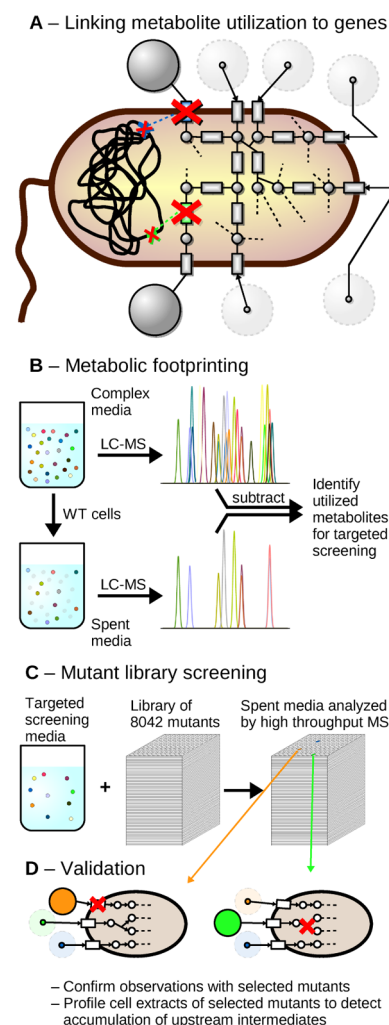 A – Linking metabolite utilization to genes
B – Metabolic footprinting
Complex
media
LC-MS
WT cells
subtract
Identify
utilized
metabolites
for targeted
screening
LC-MS
Spent
media
C – Mutant library screening
Targeted
screening
media
Library of
8042 mutants
Spent media analyzed
by high throughput MS
+
D – Validation
– Confirm observations with selected mutants
– Profile cell extracts of selected mutants to detect
accumulation of upstream intermediates